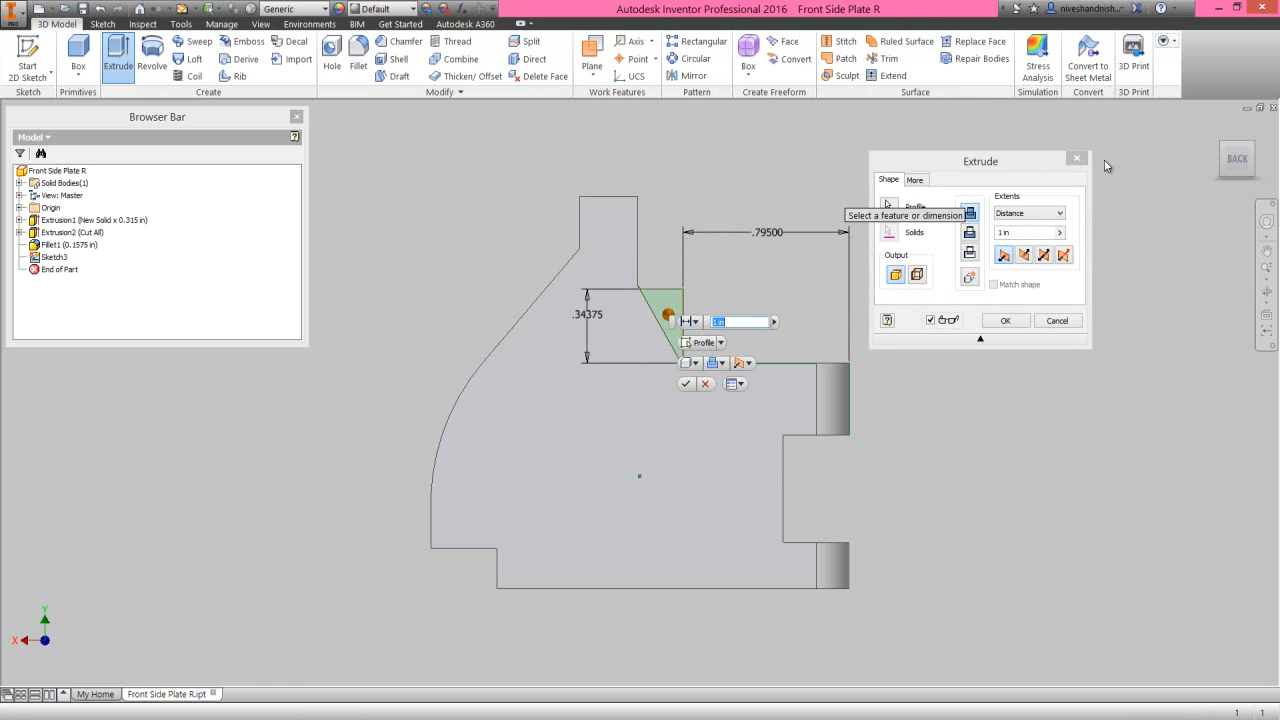 Generic
Default
Autodesk Inventor Professional 2016 Front Side Plate R
niveshandnish...
PRO
3D Model Sketch Inspect Tools Manage View Environments BIM Get Started Autodesk A360
Start
2D Sketch
Box
Extrude
Revolve
Sweep
Loft
Coil
Emboss
Derive
Rib
Decal
Import
Hole
Fillet
Chamfer
Shell
Draft
Thread
Combine
Thicken/ Offset
Split
Direct
Delete Face
Plane
Axis
Point
UCS
Rectangular
Circular
Mirror
Box
Face
Convert
Stitch
Patch
Sculpt
Ruled Surface
Trim
Extend
Replace Face
Repair Bodies
Stress
Analysis
Convert to
Sheet Metal
3D Print
Sketch Primitives Create Modify Work Features Pattern Create Freeform Surface Simulation Convert 3D Print
Browser Bar
Model
Front Side Plate R
Solid Bodies(1)
View: Master
Origin
Extrusion1 (New Solid x 0.315 in)
Extrusion2 (Cut All)
Fillet1 (0.1575 in)
Sketch3
End of Part
BACK
Extrude
Shape More
Profile
Select a feature or dimension
Solids
Output
Extents
Distance
1 in
Match shape
OK
Cancel
.79500
.34375
1 in
Profile
Y
X
My Home
Front Side Plate R.ipt
1 1